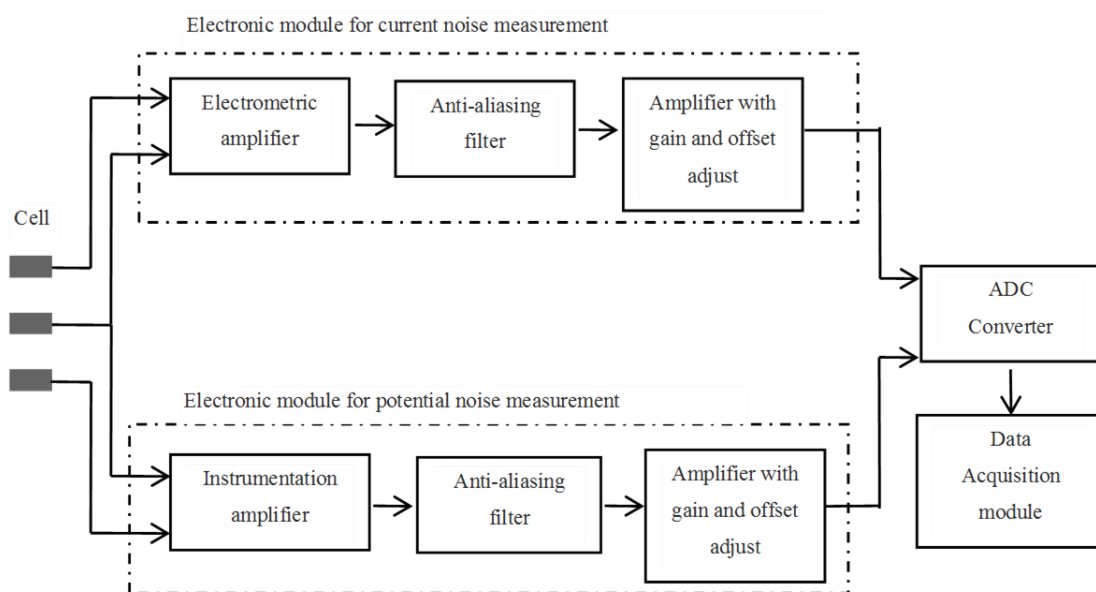 Electronic module for current noise measurement
Electrometric
amplifier
Anti-aliasing
filter
Amplifier with
gain and offset
adjust
Cell
ADC
Converter
Electronic module for potential noise measurement
Instrumentation
amplifier
Anti-aliasing
filter
Amplifier with
gain and offset
adjust
Data
Acquisition
module